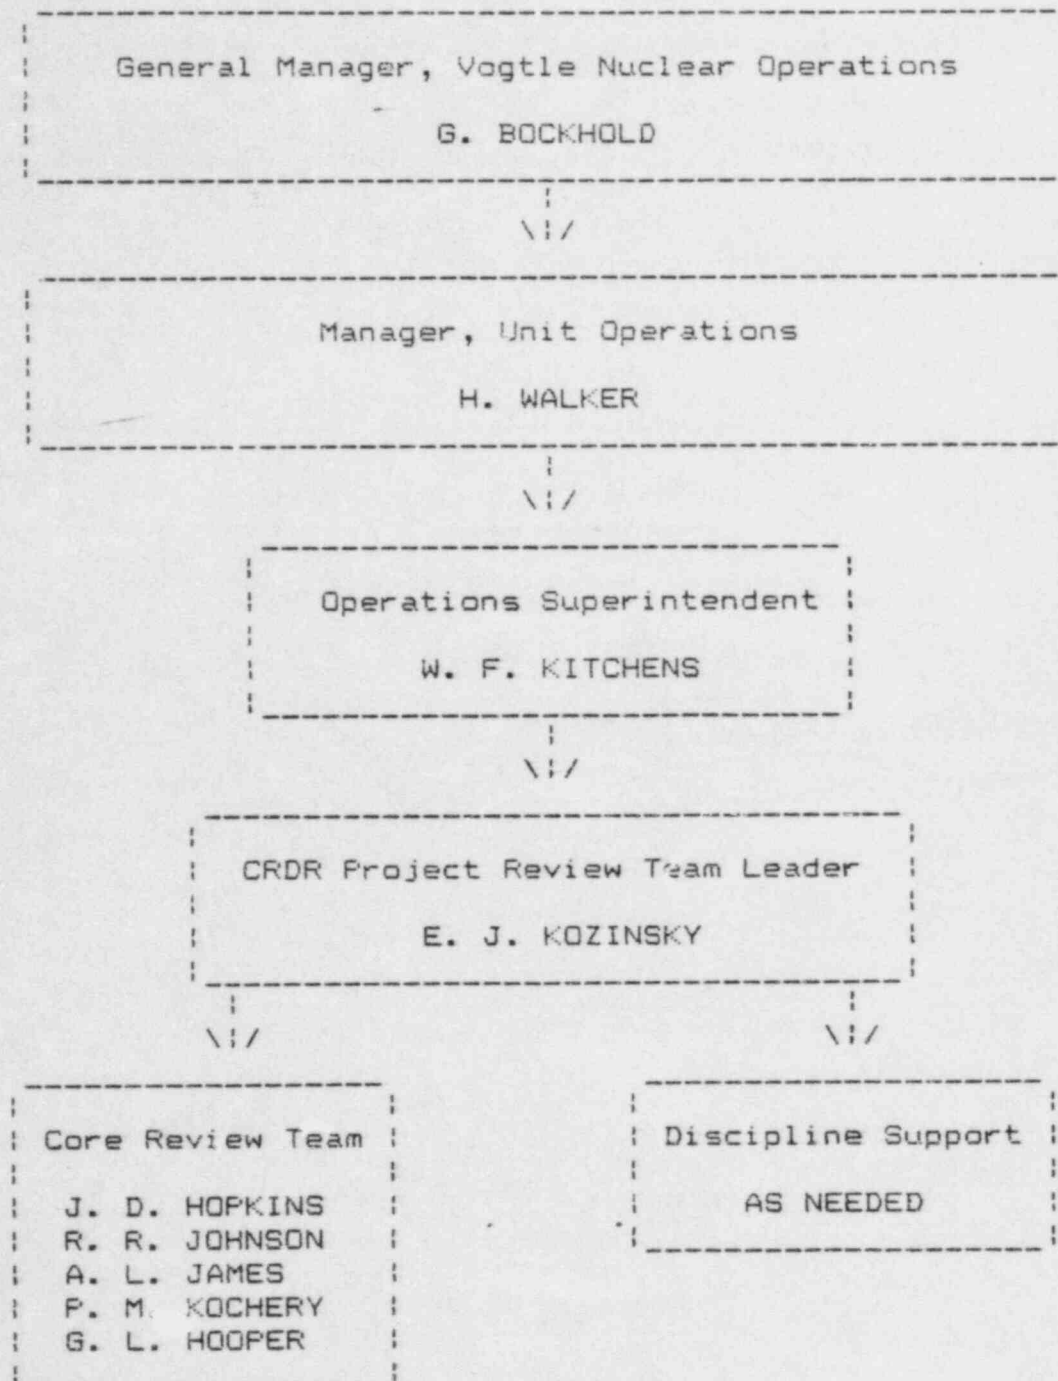 General Manager, Vogtle Nuclear Operations
G. BOCKHOLD
Manager, Unit Operations
H. WALKER
Operations Superintendent
W. F. KITCHENS
CRDR Project Review Team Leader
E. J. KOZINSKY
Core Review Team
J. D. HOPKINS
R. R. JOHNSON
A. L. JAMES
P. M. KOCHERY
G. L. HOOPER
Discipline Support
AS NEEDED